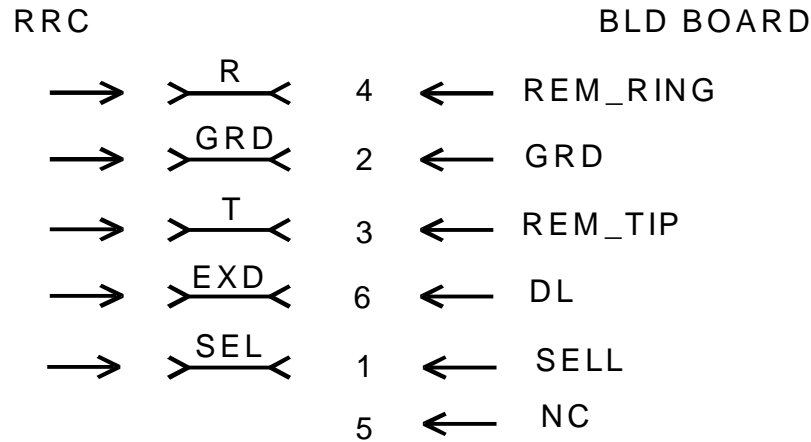 RRC BLD BOARD
R 4 REM_RING
GRD 2 GRD
T 3 REM_TIP
EXD 6 DL
SEL 1 SELL
5 NC